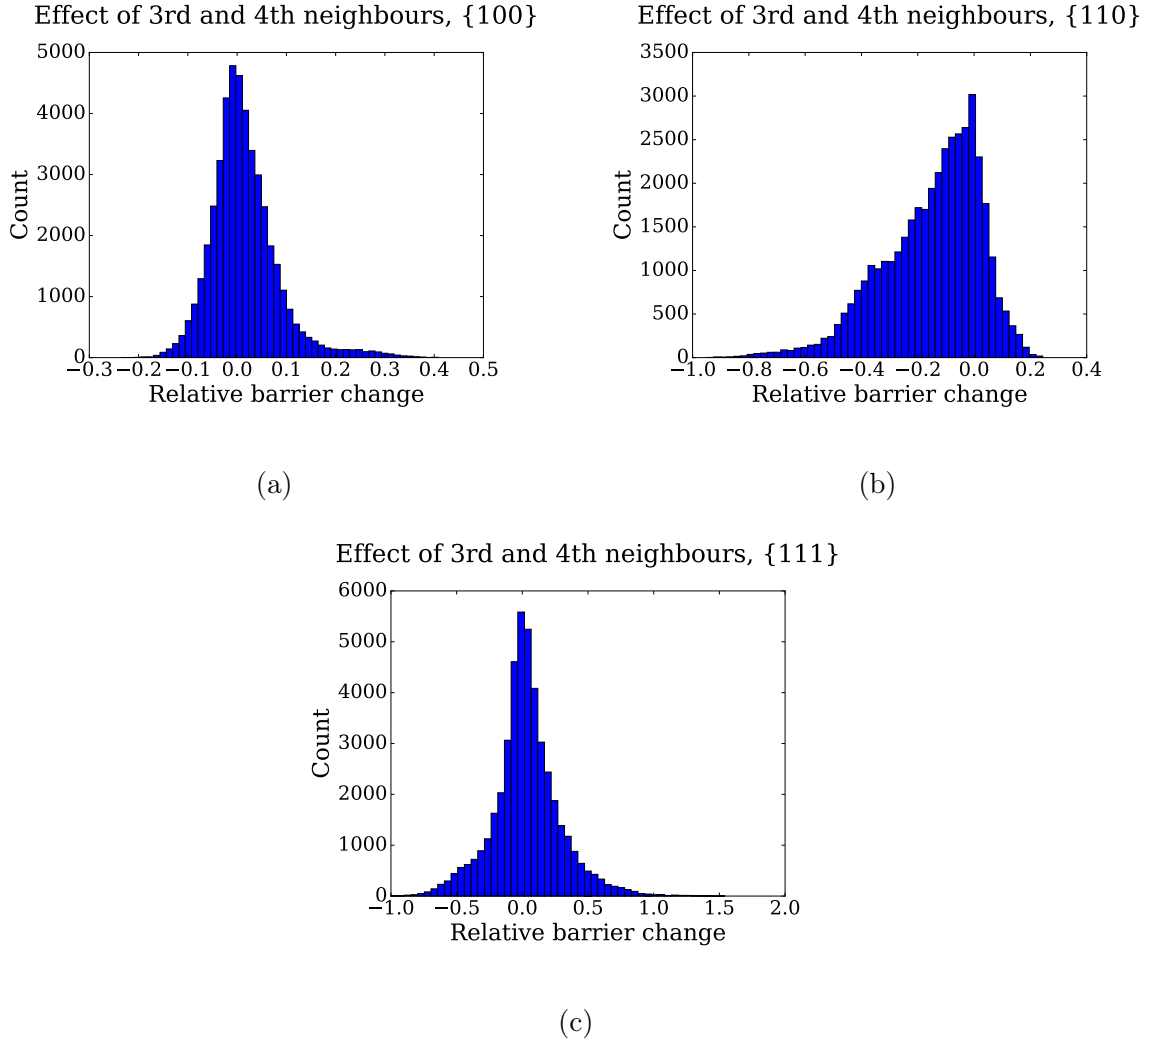 Effect of 3rd and 4th neighbours, {100}
5000
4000
3000
2000
1000
0
Count
−0.3 −0.2 −0.1 0.0 0.1 0.2 0.3 0.4 0.5
Relative barrier change
(a)
Effect of 3rd and 4th neighbours, {110}
3500
3000
2500
2000
1500
1000
500
0
Count
−1.0 −0.8 −0.6 −0.4 −0.2 0.0 0.2 0.4
Relative barrier change
(b)
Effect of 3rd and 4th neighbours, {111}
6000
5000
4000
3000
2000
1000
0
Count
−1.0 −0.5 0.0 0.5 1.0 1.5 2.0
Relative barrier change
(c)